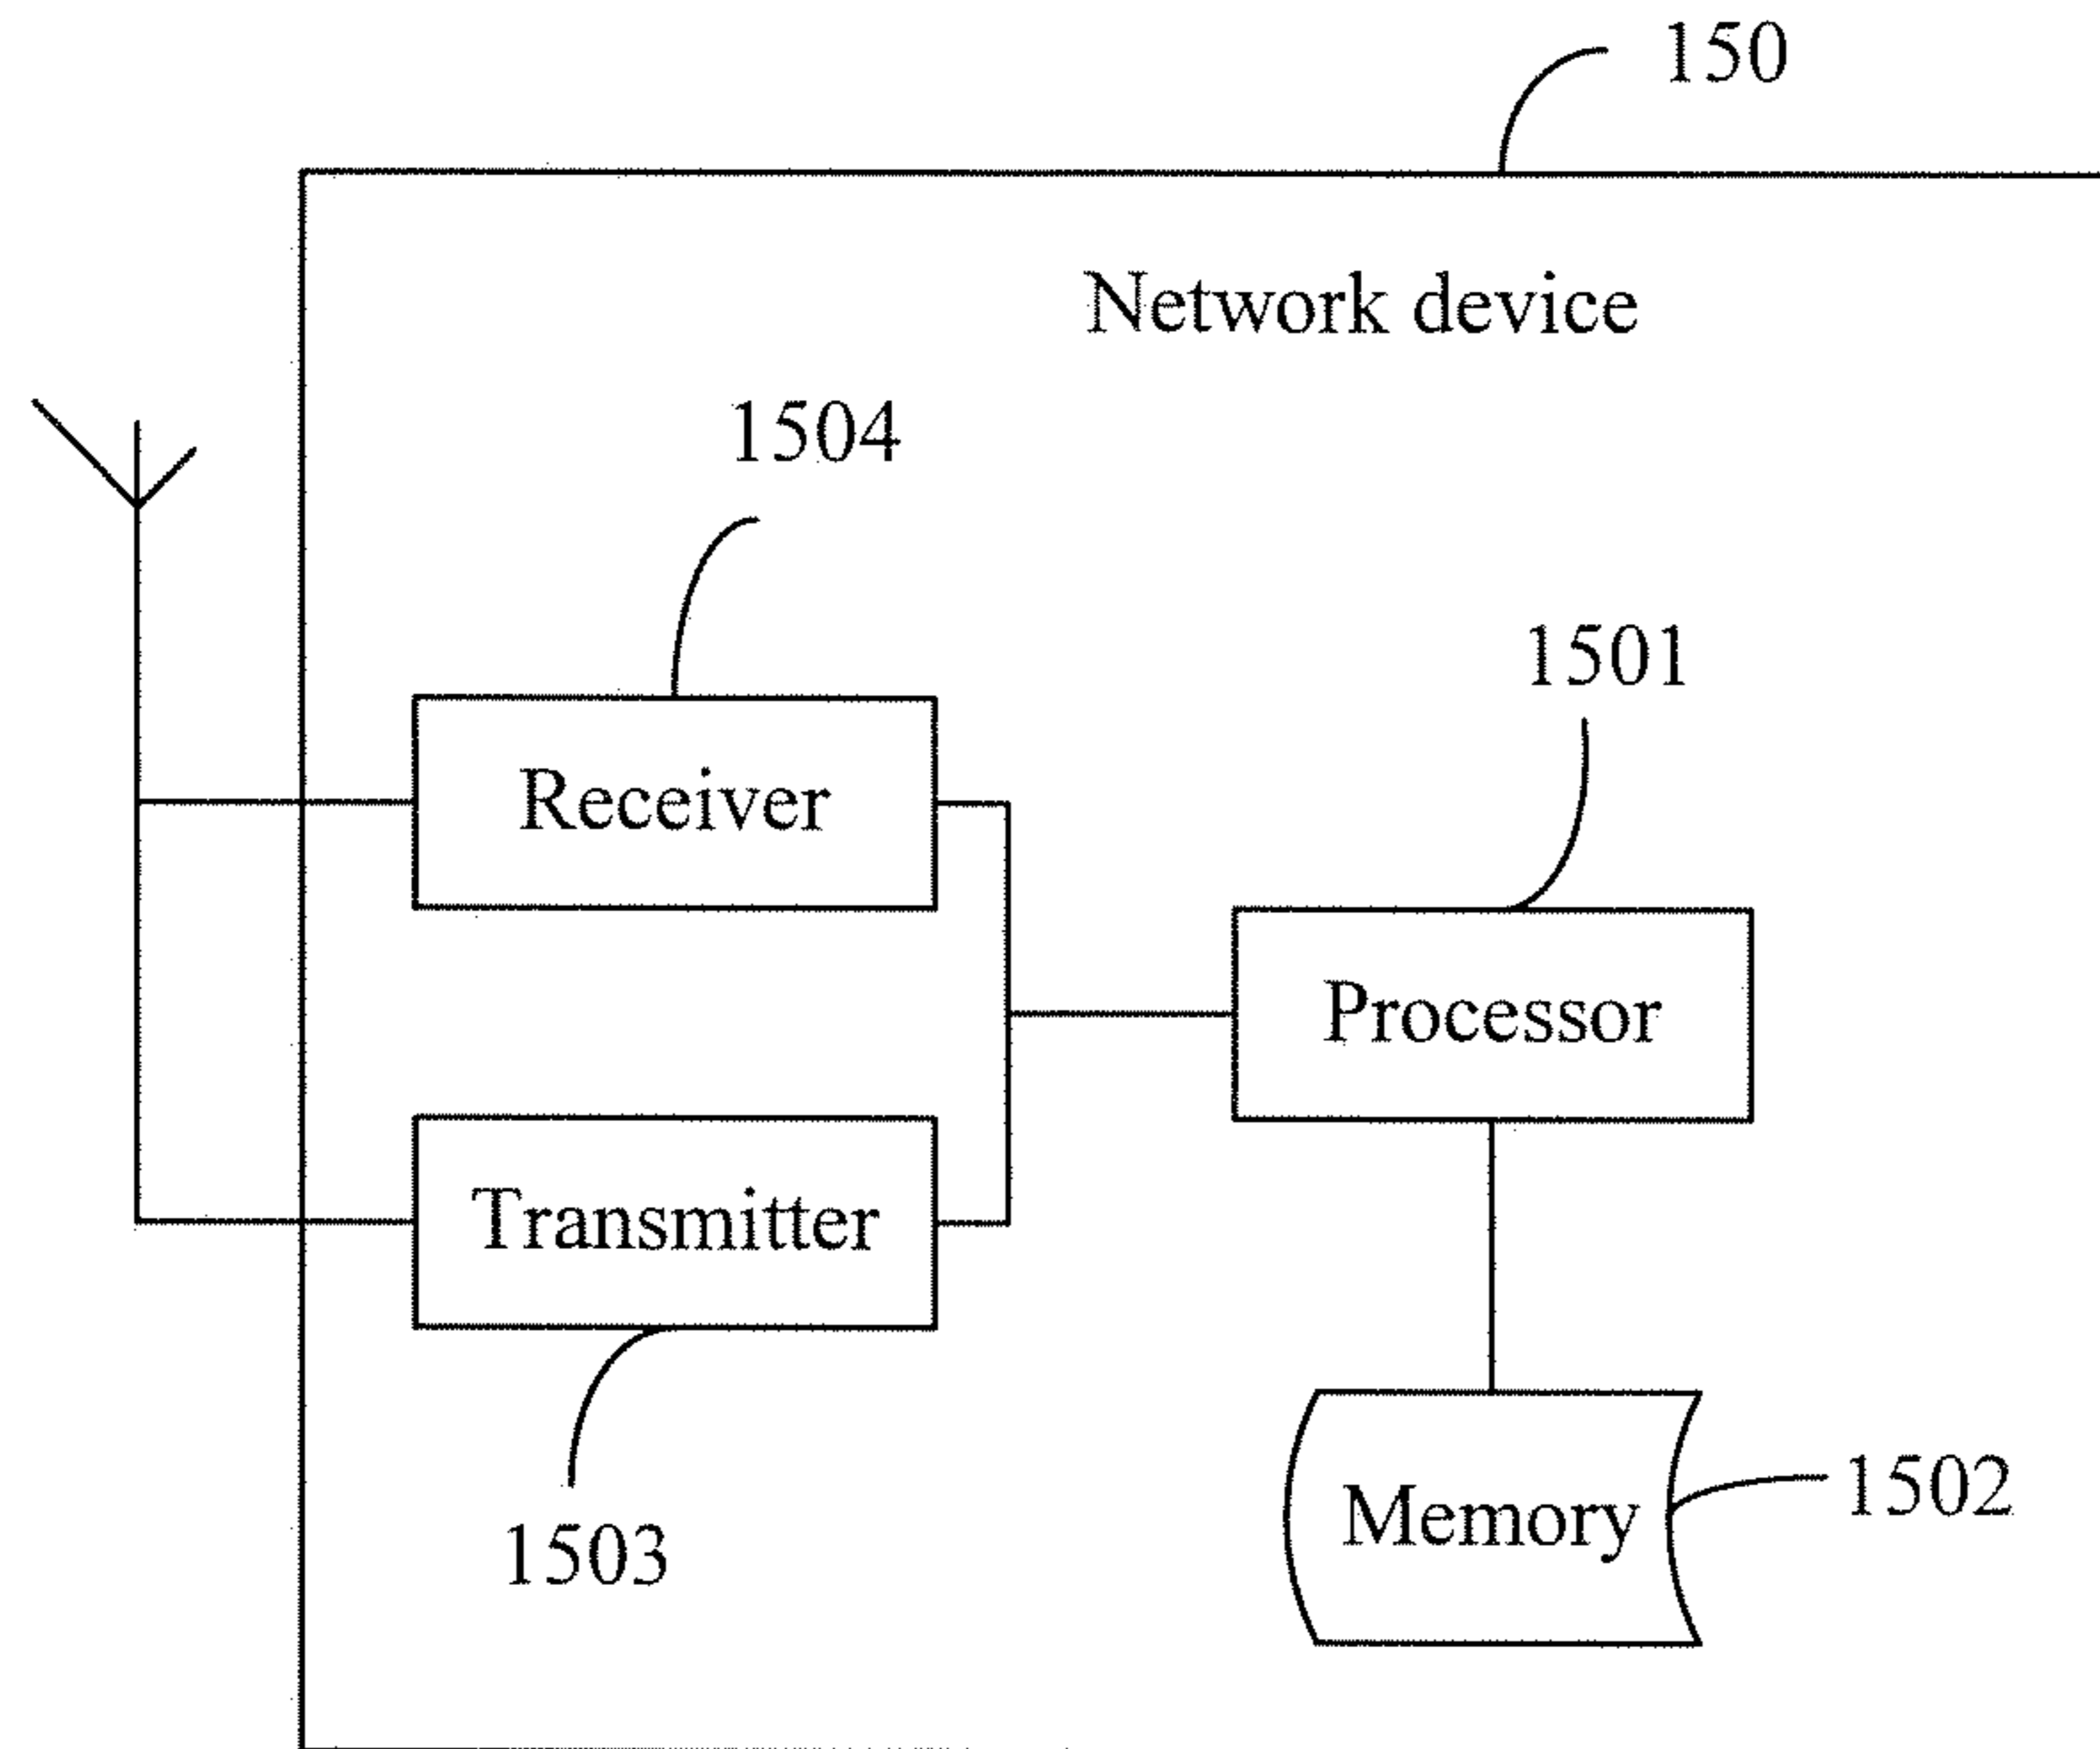 150
Network device
1504
1501
Receiver
Processor
Transmitter
1502
Memory
1503